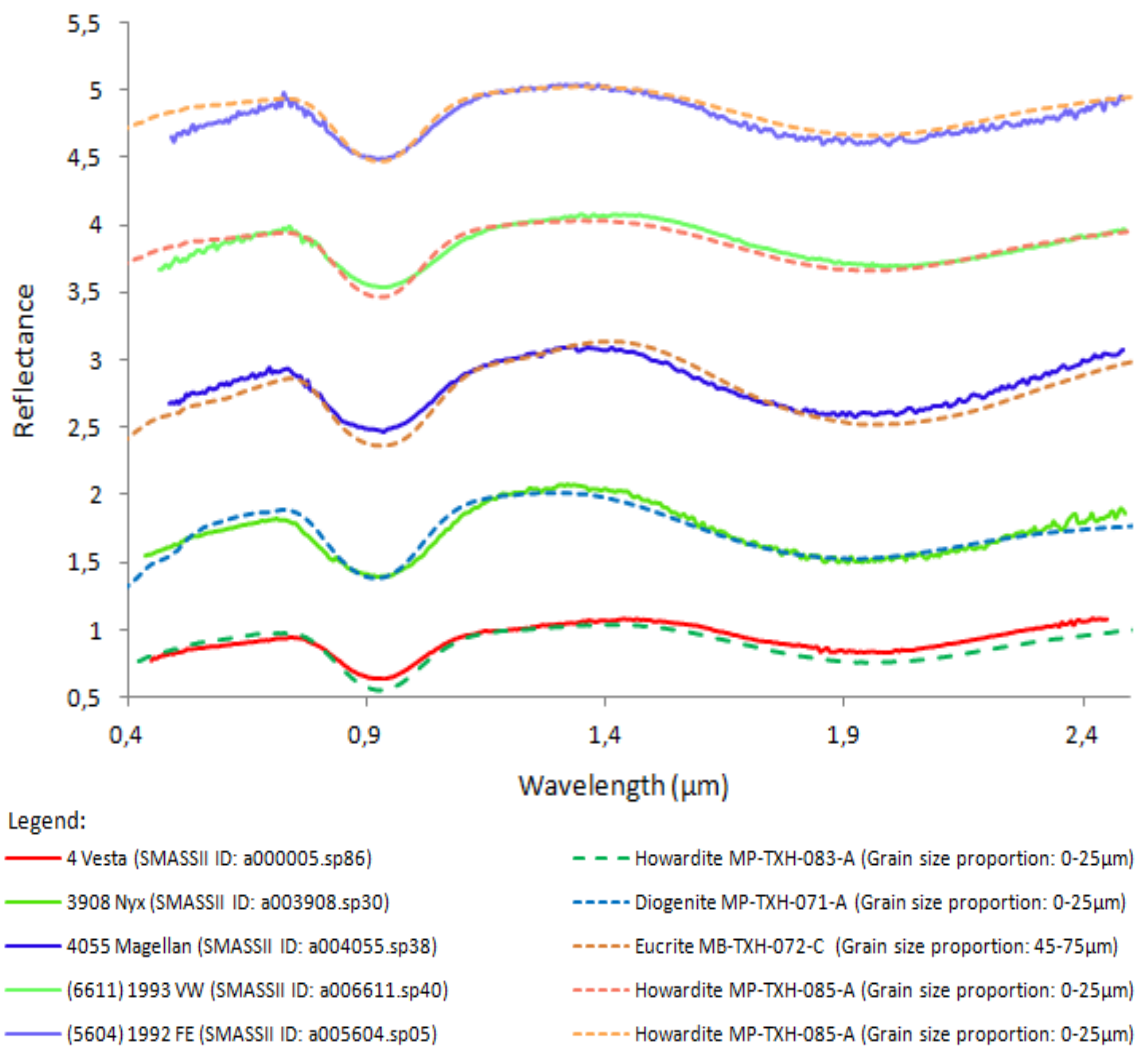 5,5
5
4,5
4
3,5
3
2,5
2
1,5
1
0,5
Reflectance
0,4 0,9 1,4 1,9 2,4
Wavelength (µm)
Legend:
4 Vesta (SMASSII ID: a000005.sp86)
Howardite MP-TXH-083-A (Grain size proportion: 0-25µm)
3908 Nyx (SMASSII ID: a003908.sp30)
Diogenite MP-TXH-071-A (Grain size proportion: 0-25µm)
4055 Magellan (SMASSII ID: a004055.sp38)
Eucrite MB-TXH-072-C (Grain size proportion: 45-75µm)
(6611) 1993 VW (SMASSII ID: a006611.sp40)
Howardite MP-TXH-085-A (Grain size proportion: 0-25µm)
(5604) 1992 FE (SMASSII ID: a005604.sp05)
Howardite MP-TXH-085-A (Grain size proportion: 0-25µm)